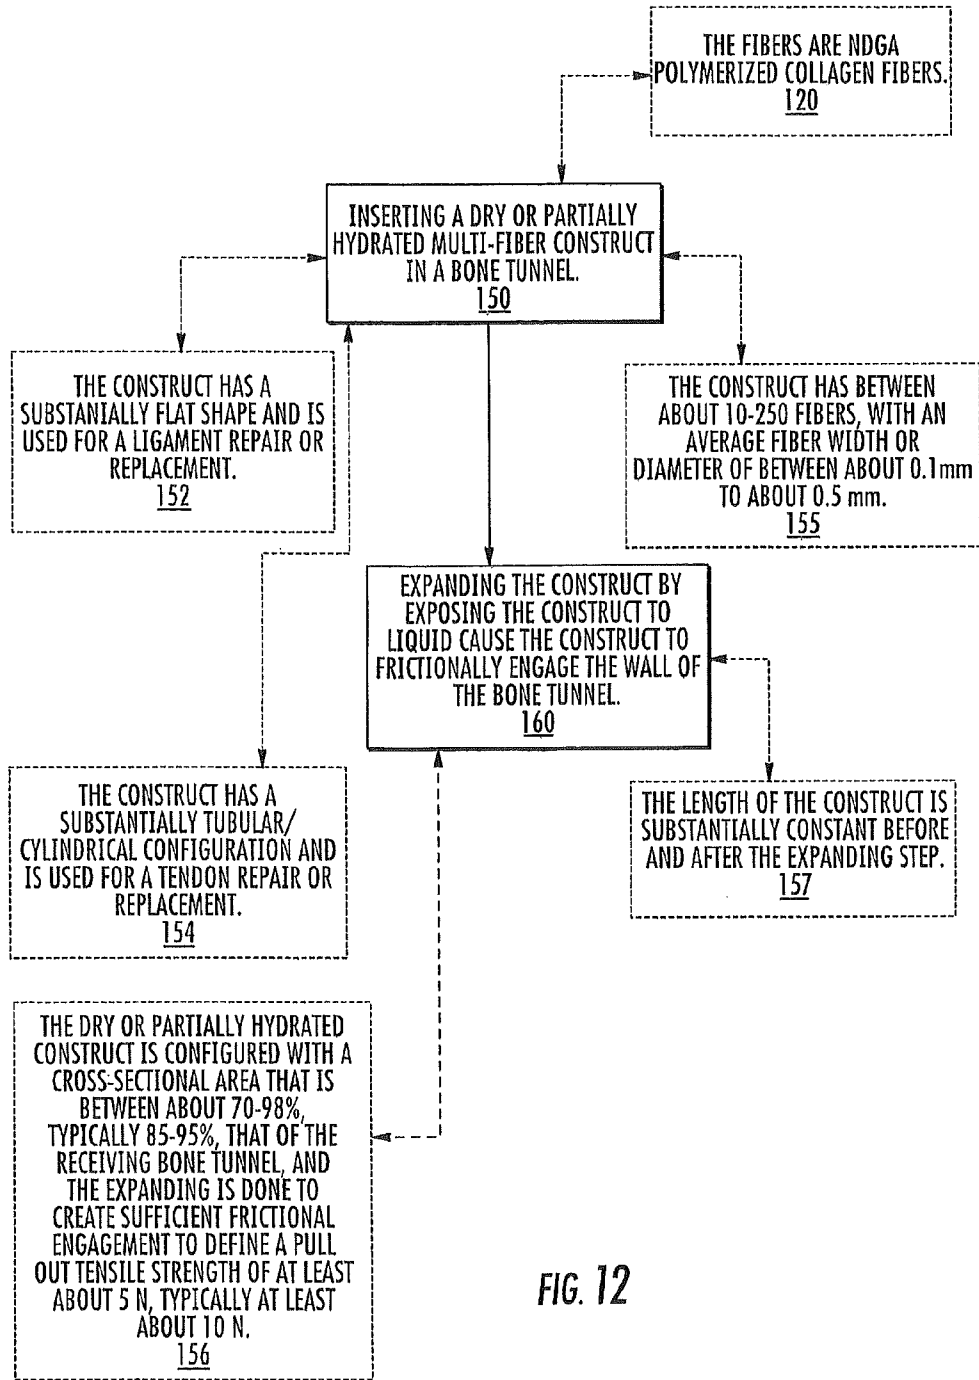 THE FIBERS ARE NDGA
POLYMERIZED COLLAGEN FIBERS.
120
INSERTING A DRY OR PARTIALLY
HYDRATED MULTI-FIBER CONSTRUCT
IN A BONE TUNNEL.
150
THE CONSTRUCT HAS A
SUBSTANIALLY FLAT SHAPE AND IS
USED FOR A LIGAMENT REPAIR OR
REPLACEMENT.
152
THE CONSTRUCT HAS BETWEEN
ABOUT 10-250 FIBERS, WITH AN
AVERAGE FIBER WIDTH OR
DIAMETER OF BETWEEN ABOUT 0.1mm
TO ABOUT 0.5 mm.
155
EXPANDING THE CONSTRUCT BY
EXPOSING THE CONSTRUCT TO
LIQUID CAUSE THE CONSTRUCT TO
FRICTIONALLY ENGAGE THE WALL OF
THE BONE TUNNEL.
160
THE CONSTRUCT HAS A
SUBSTANTIALLY TUBULAR/
CYLINDRICAL CONFIGURATION AND
IS USED FOR A TENDON REPAIR OR
REPLACEMENT.
154
THE LENGTH OF THE CONSTRUCT IS
SUBSTANTIALLY CONSTANT BEFORE
AND AFTER THE EXPANDING STEP.
157
THE DRY OR PARTIALLY HYDRATED
CONSTRUCT IS CONFIGURED WITH A
CROSS-SECTIONAL AREA THAT IS
BETWEEN ABOUT 70-98%,
TYPICALLY 85-95%, THAT OF THE
RECEIVING BONE TUNNEL, AND
THE EXPANDING IS DONE TO
CREATE SUFFICIENT FRICTIONAL
ENGAGEMENT TO DEFINE A PULL
OUT TENSILE STRENGTH OF AT LEAST
ABOUT 5 N, TYPICALLY AT LEAST
ABOUT 10 N.
156
FIG. 12